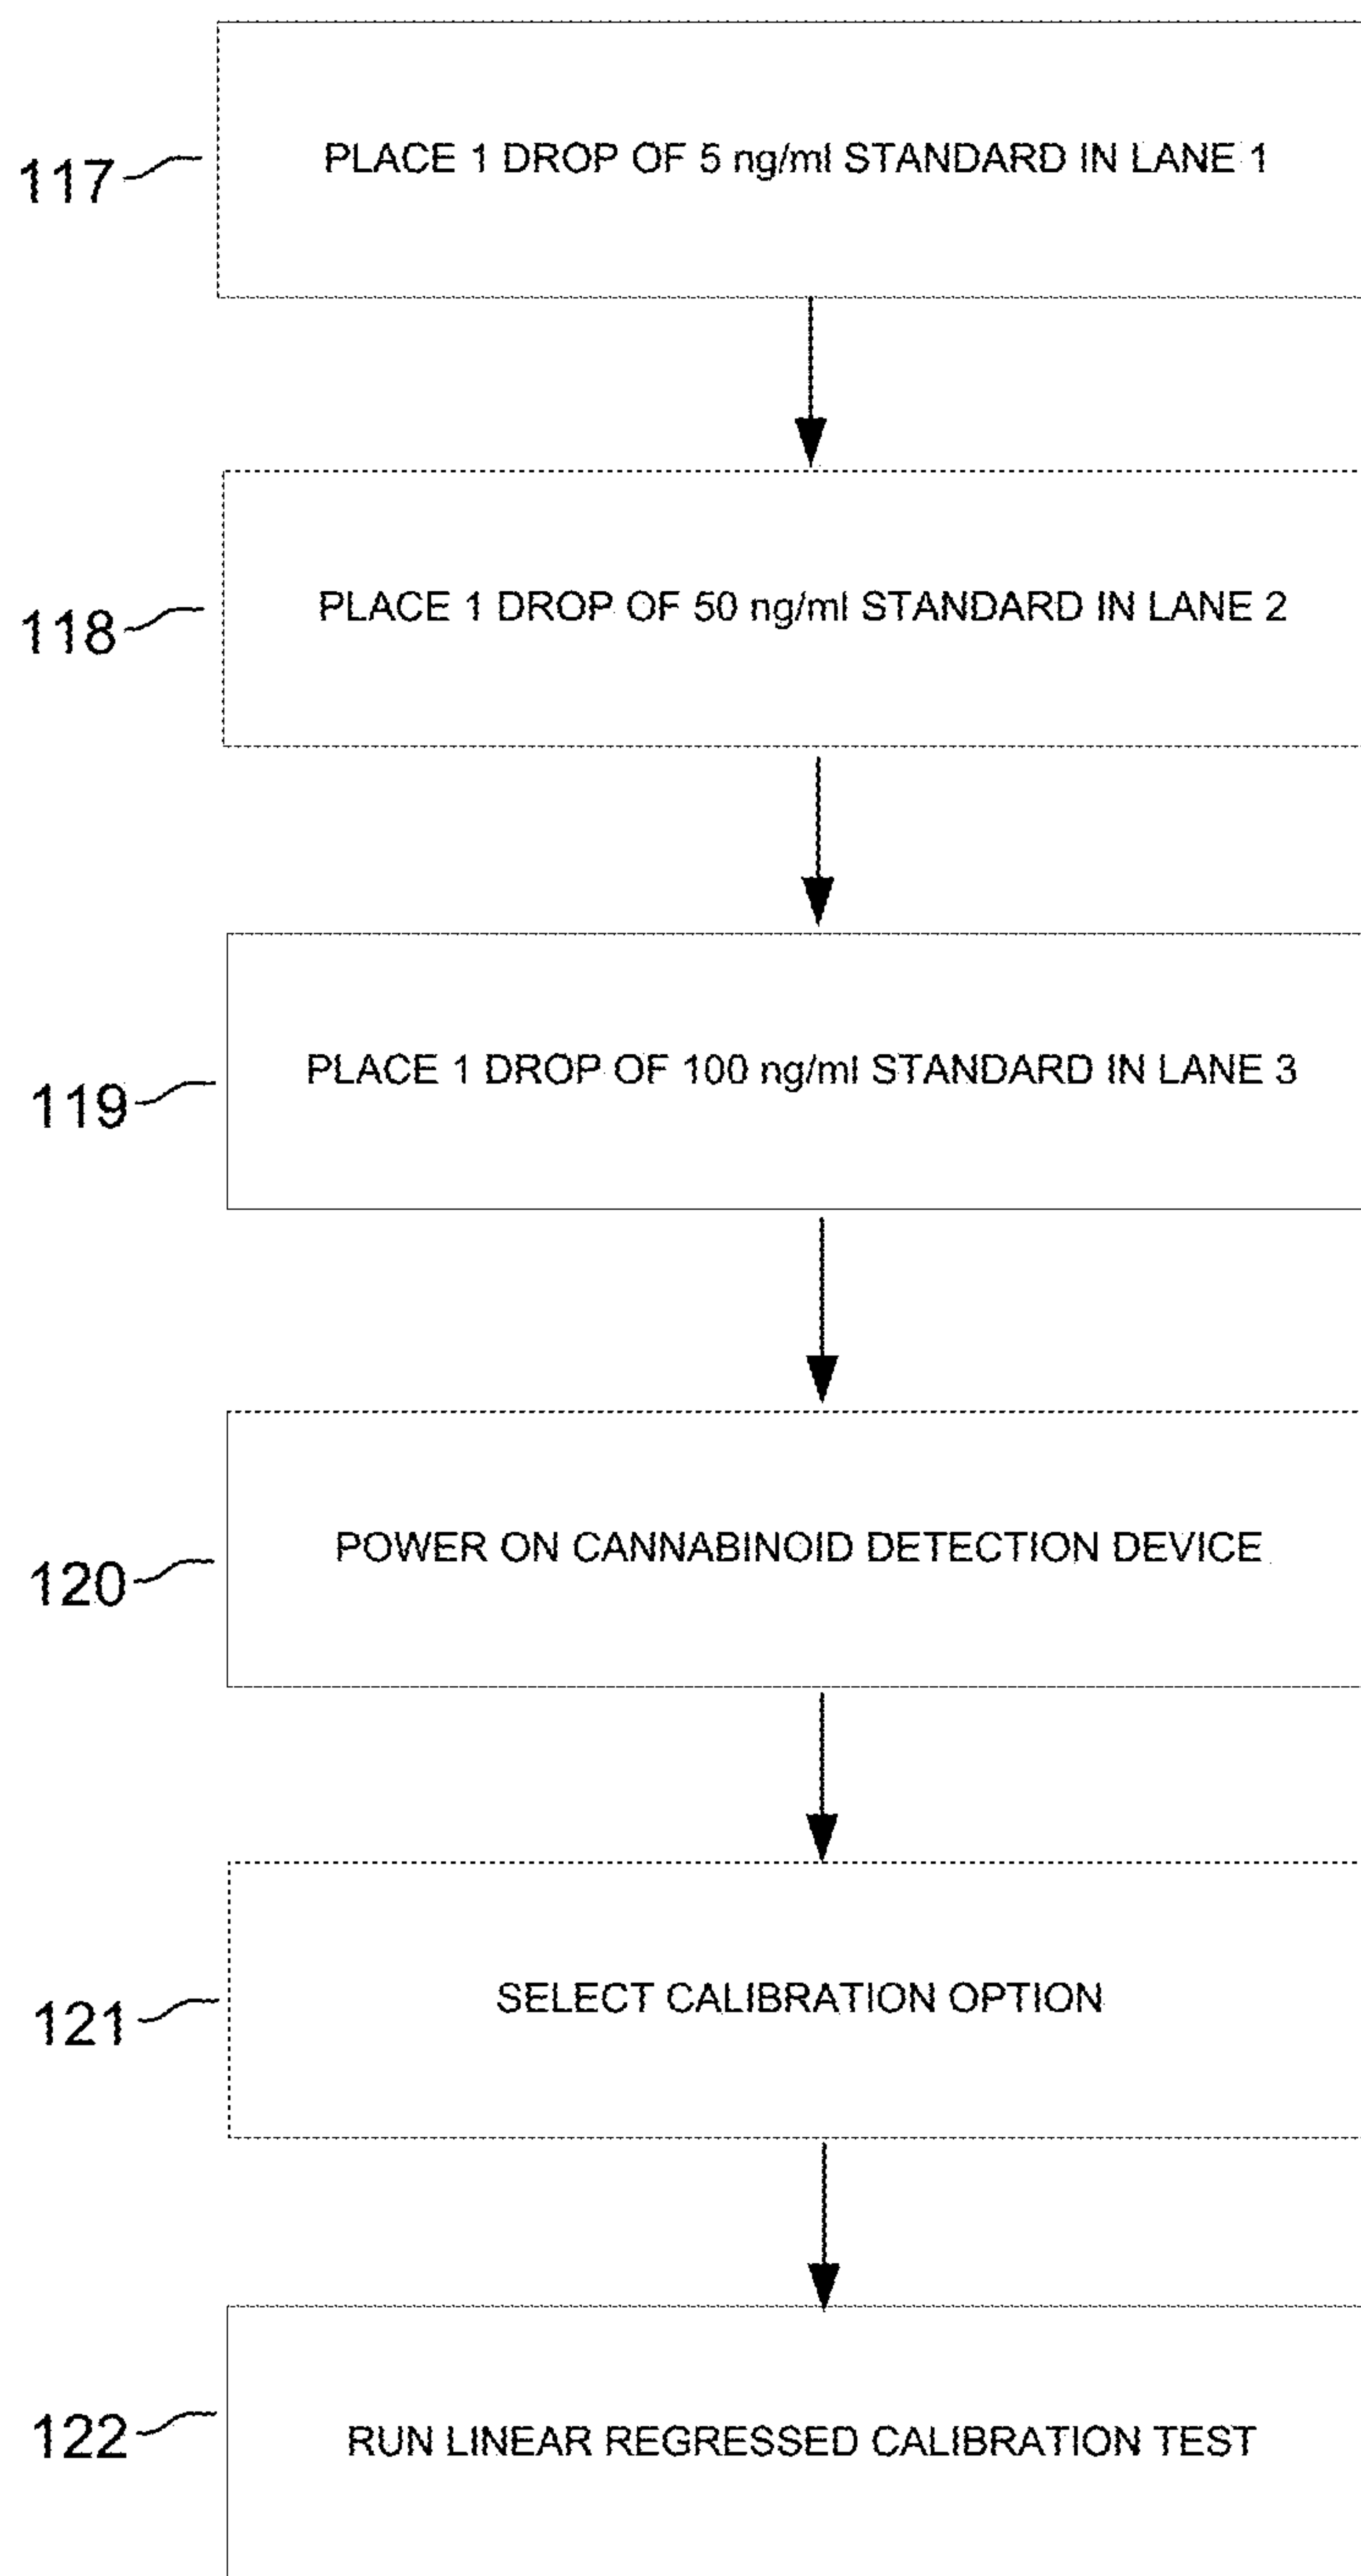 117
PLACE 1 DROP OF 5 ng/ml STANDARD IN LANE 1
118
PLACE 1 DROP OF 50 ng/ml STANDARD IN LANE 2
119
PLACE 1 DROP OF 100 ng/ml STANDARD IN LANE 3
120
POWER ON CANNABINOID DETECTION DEVICE
121
SELECT CALIBRATION OPTION
122
RUN LINEAR REGRESSED CALIBRATION TEST